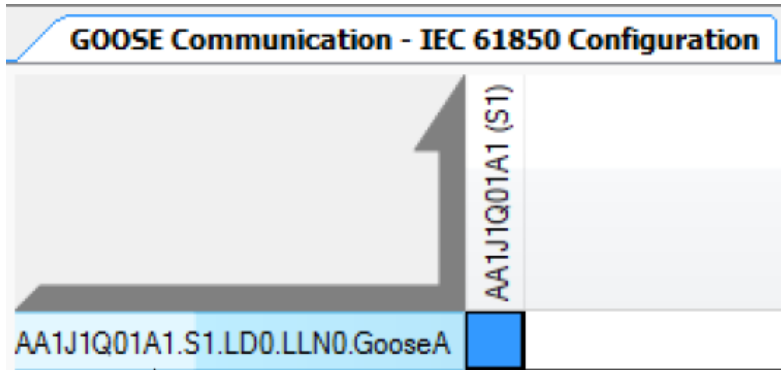 GOOSE Communication - IEC 61850 Configuration
AA1J1Q01A1 (S1)
AA1J1Q01A1.S1.LD0.LLN0.GooseA